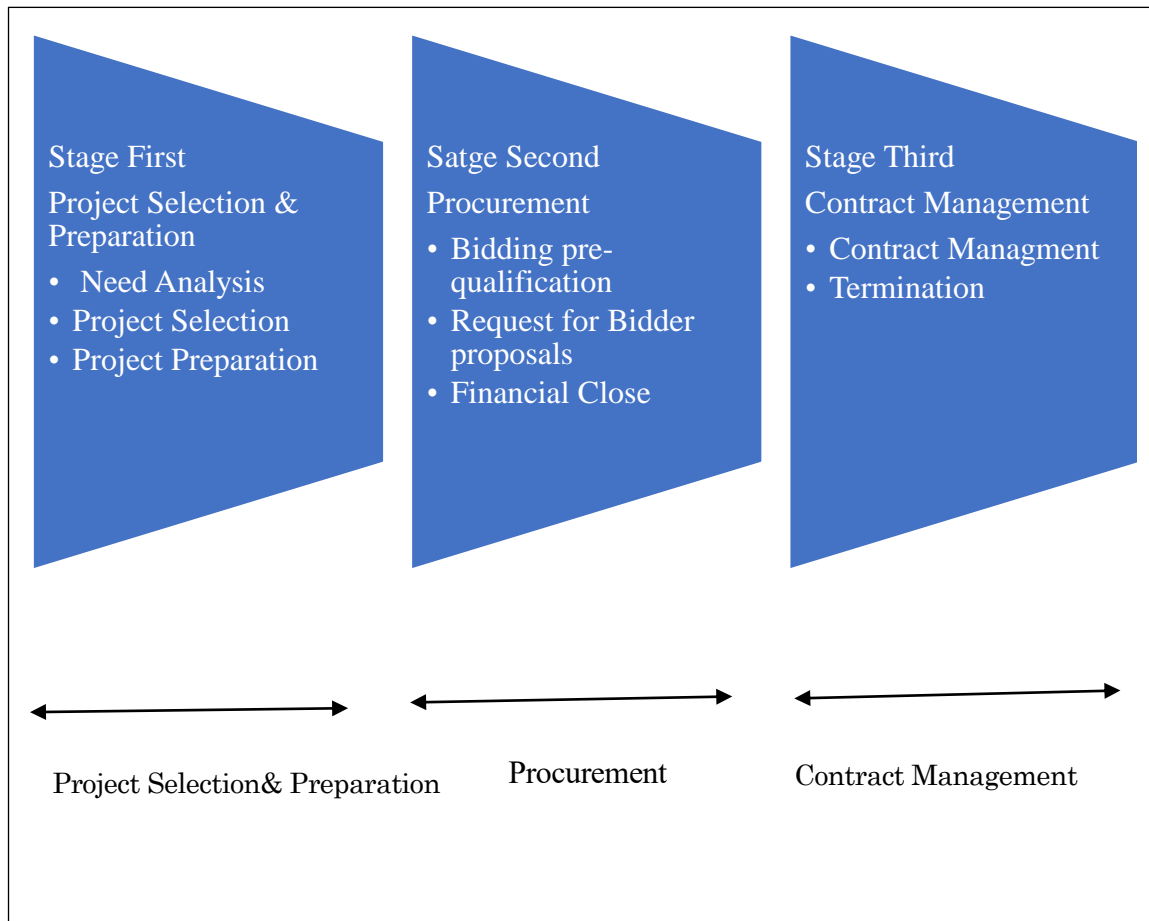 Stage First
Project Selection &
Preparation
• Need Analysis
• Project Selection
• Project Preparation
Satge Second
Procurement
• Bidding pre-
qualification
• Request for Bidder
proposals
• Financial Close
Stage Third
Contract Management
• Contract Managment
• Termination
Project Selection& Preparation
Procurement
Contract Management